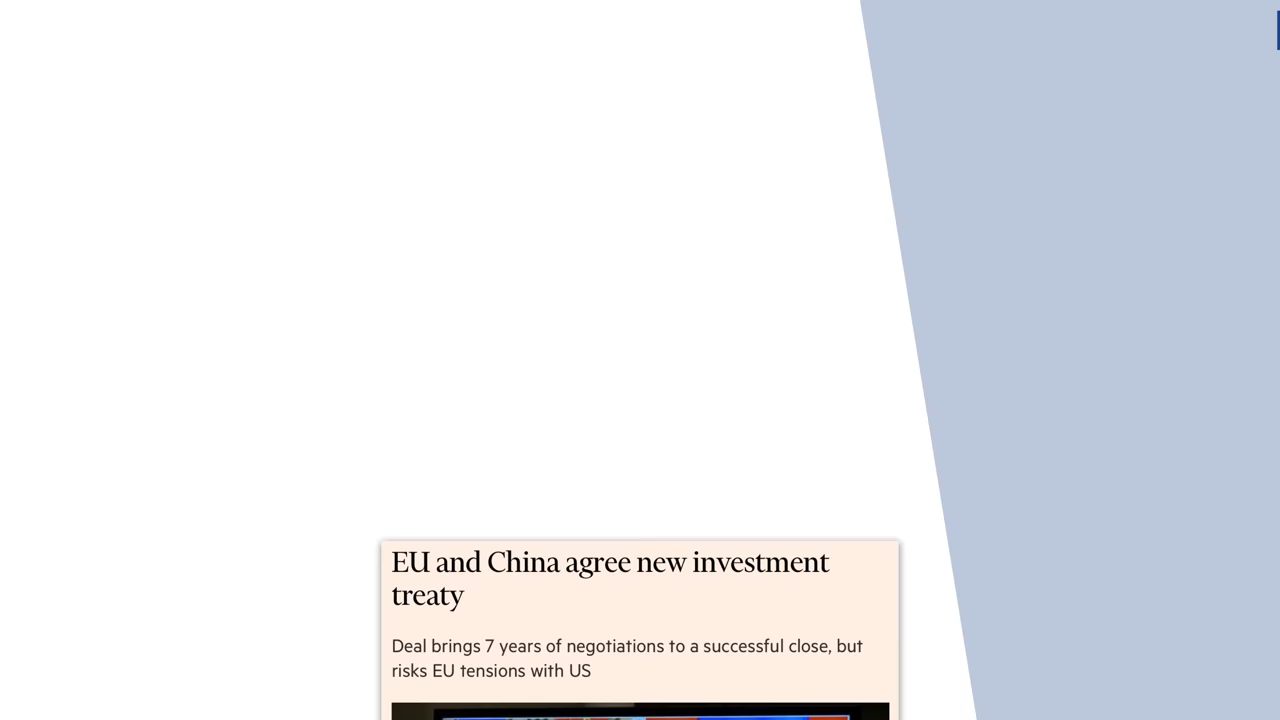 EU and China agree new investment
treaty
Deal brings 7 years of negotiations to a successful close, but
risks EU tensions with US